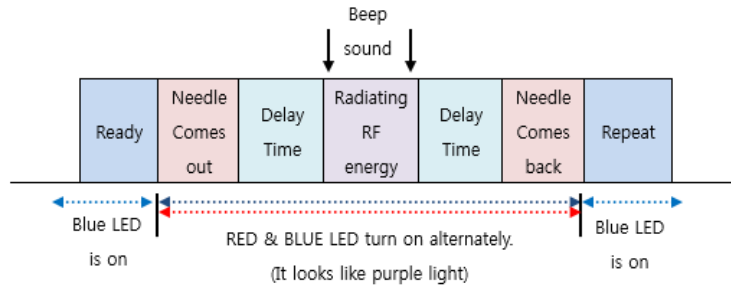 Beep
sound
Ready
Needle
Comes
out
Delay
Time
Radiating
RF
energy
Delay
Time
Needle
Comes
back
Repeat
Blue LED
is on
RED & BLUE LED turn on alternately.
(It looks like purple light)
Blue LED
is on